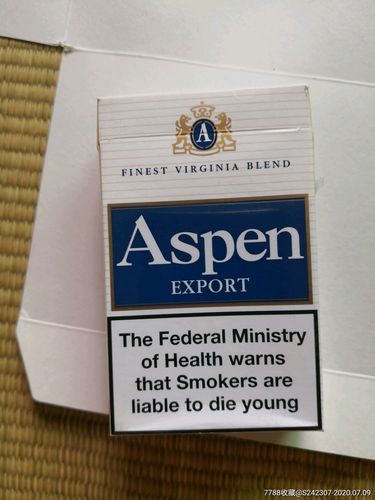 A
FINEST VIRGINIA BLEND
Aspen
EXPORT
The Federal Ministry
of Health warns
that Smokers are
liable to die young
7788收藏@S242307-2020.07.09